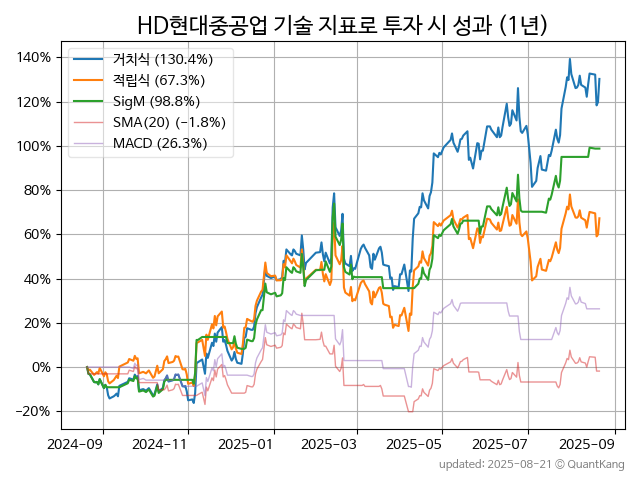 HD현대중공업 기술 지표로 투자 시 성과 (1년)
거치식 (130.4%)
적립식 (67.3%)
SigM (98.8%)
SMA(20) (−1.8%)
MACD (26.3%)
140%
120%
100%
80%
60%
40%
20%
0%
−20%
2024-09 2024-11 2025-01 2025-03 2025-05 2025-07 2025-09
updated: 2025-08-21 © QuantKang